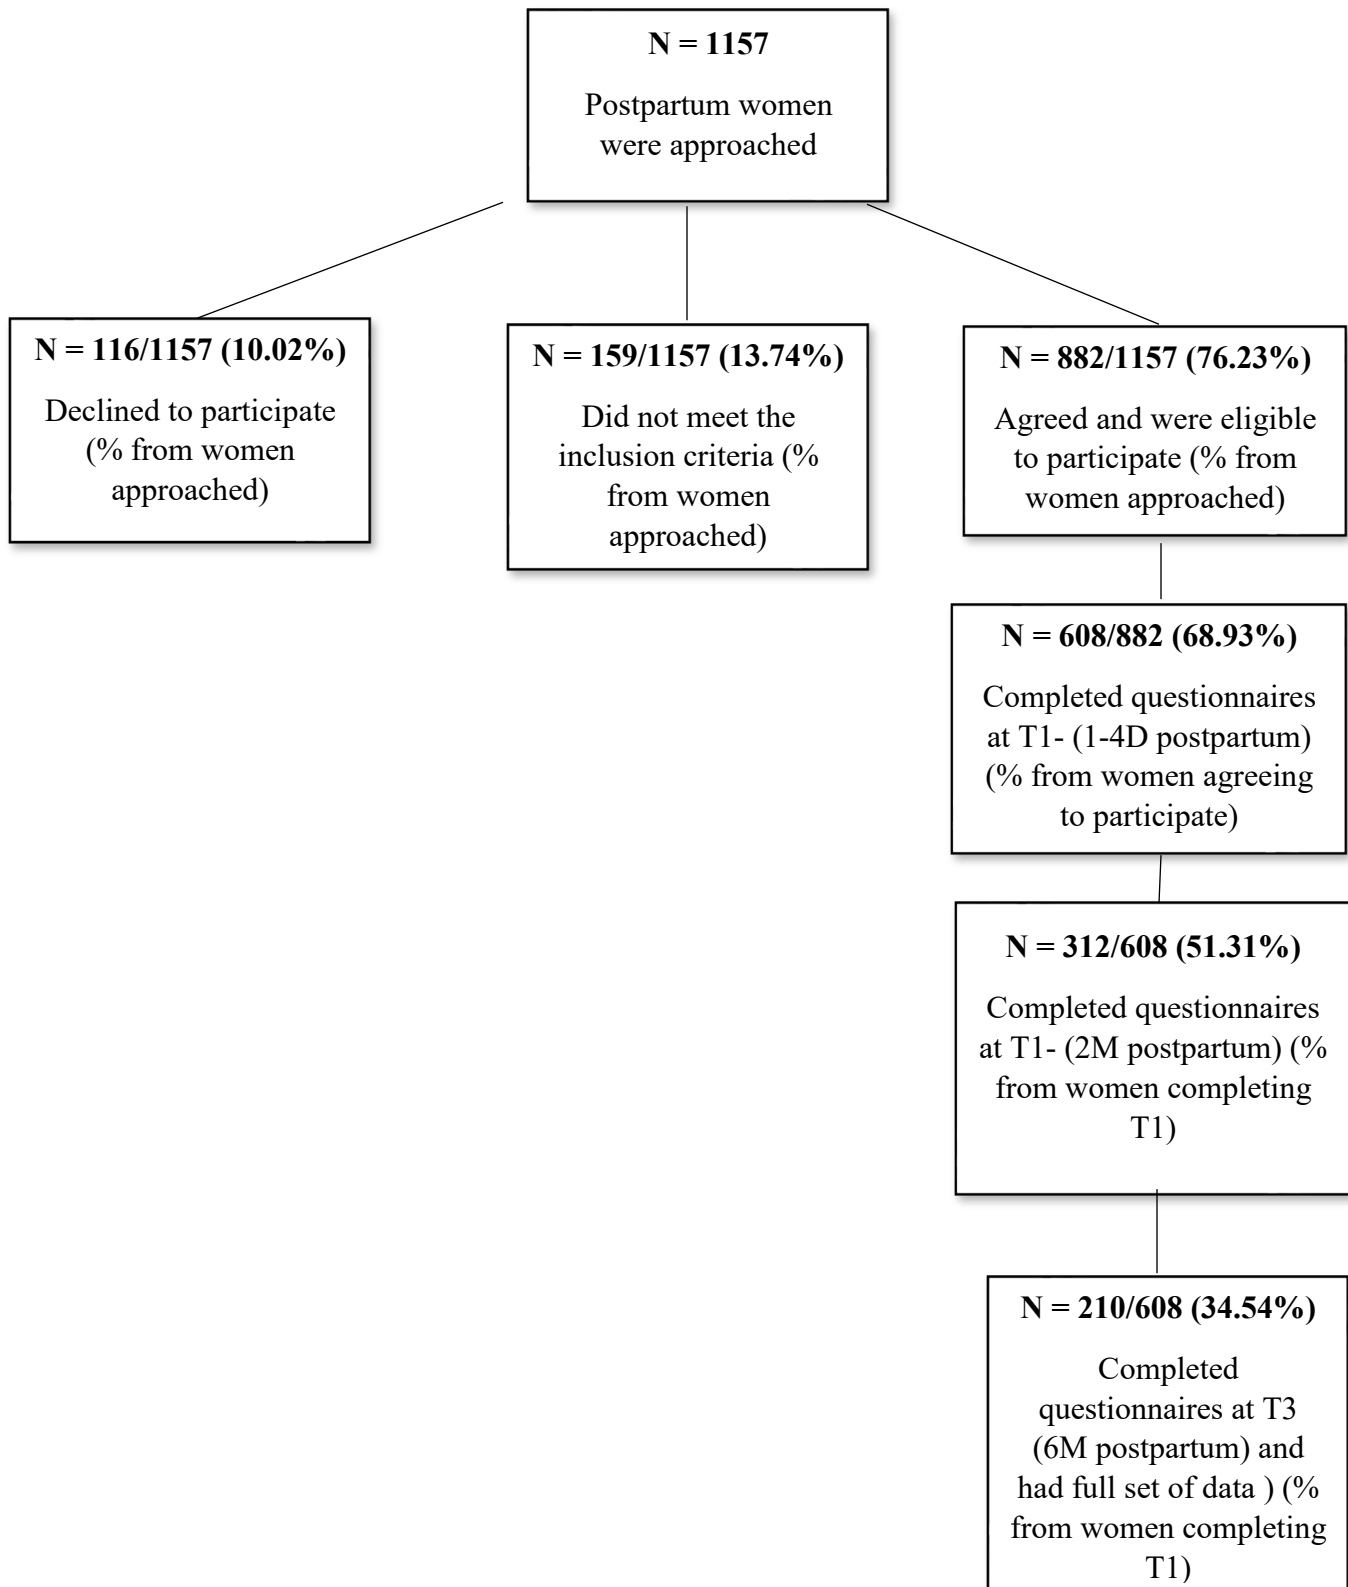 N = 1157
Postpartum women
were approached
N = 116/1157 (10.02%)
Declined to participate
(% from women
approached)
N = 159/1157 (13.74%)
Did not meet the
inclusion criteria (%
from women
approached)
N = 882/1157 (76.23%)
Agreed and were eligible
to participate (% from
women approached)
N = 608/882 (68.93%)
Completed questionnaires
at T1- (1-4D postpartum)
(% from women agreeing
to participate)
N = 312/608 (51.31%)
Completed questionnaires
at T1- (2M postpartum) (%
from women completing
T1)
N = 210/608 (34.54%)
Completed
questionnaires at T3
(6M postpartum) and
had full set of data ) (%
from women completing
T1)